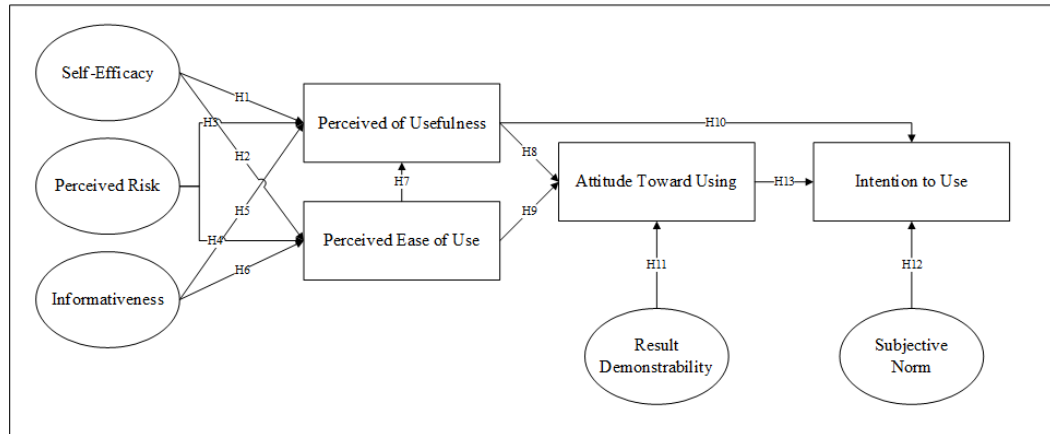 Self-Efficacy
H1
H3
Perceived of Usefulness
H10
H2
H8
Perceived Risk
H7
Attitude Toward Using
H13
Intention to Use
H5
H9
H4
Perceived Ease of Use
H6
H11
H12
Informativeness
Result
Demonstrability
Subjective
Norm